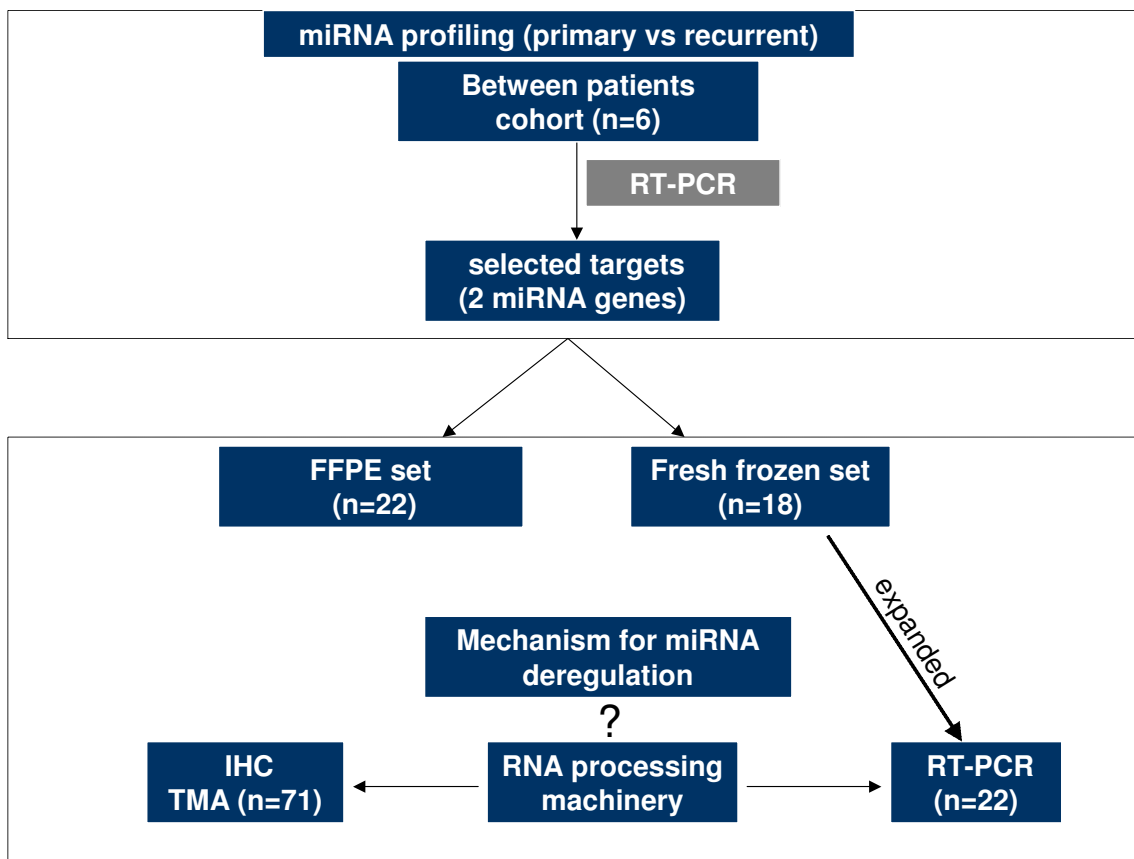 miRNA profiling (primary vs recurrent)
Between patients
cohort (n=6)
RT-PCR
selected targets
(2 miRNA genes)
FFPE set
(n=22)
Fresh frozen set
(n=18)
expanded
Mechanism for miRNA
deregulation
?
IHC
TMA (n=71)
RNA processing
machinery
RT-PCR
(n=22)